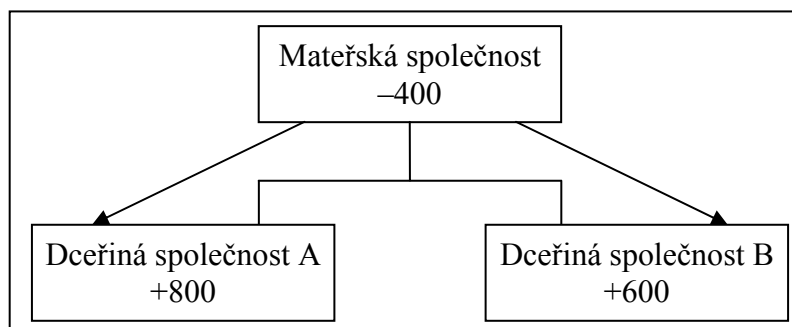 Mateřská společnost
–400
Dceřiná společnost A
+800
Dceřiná společnost B
+600